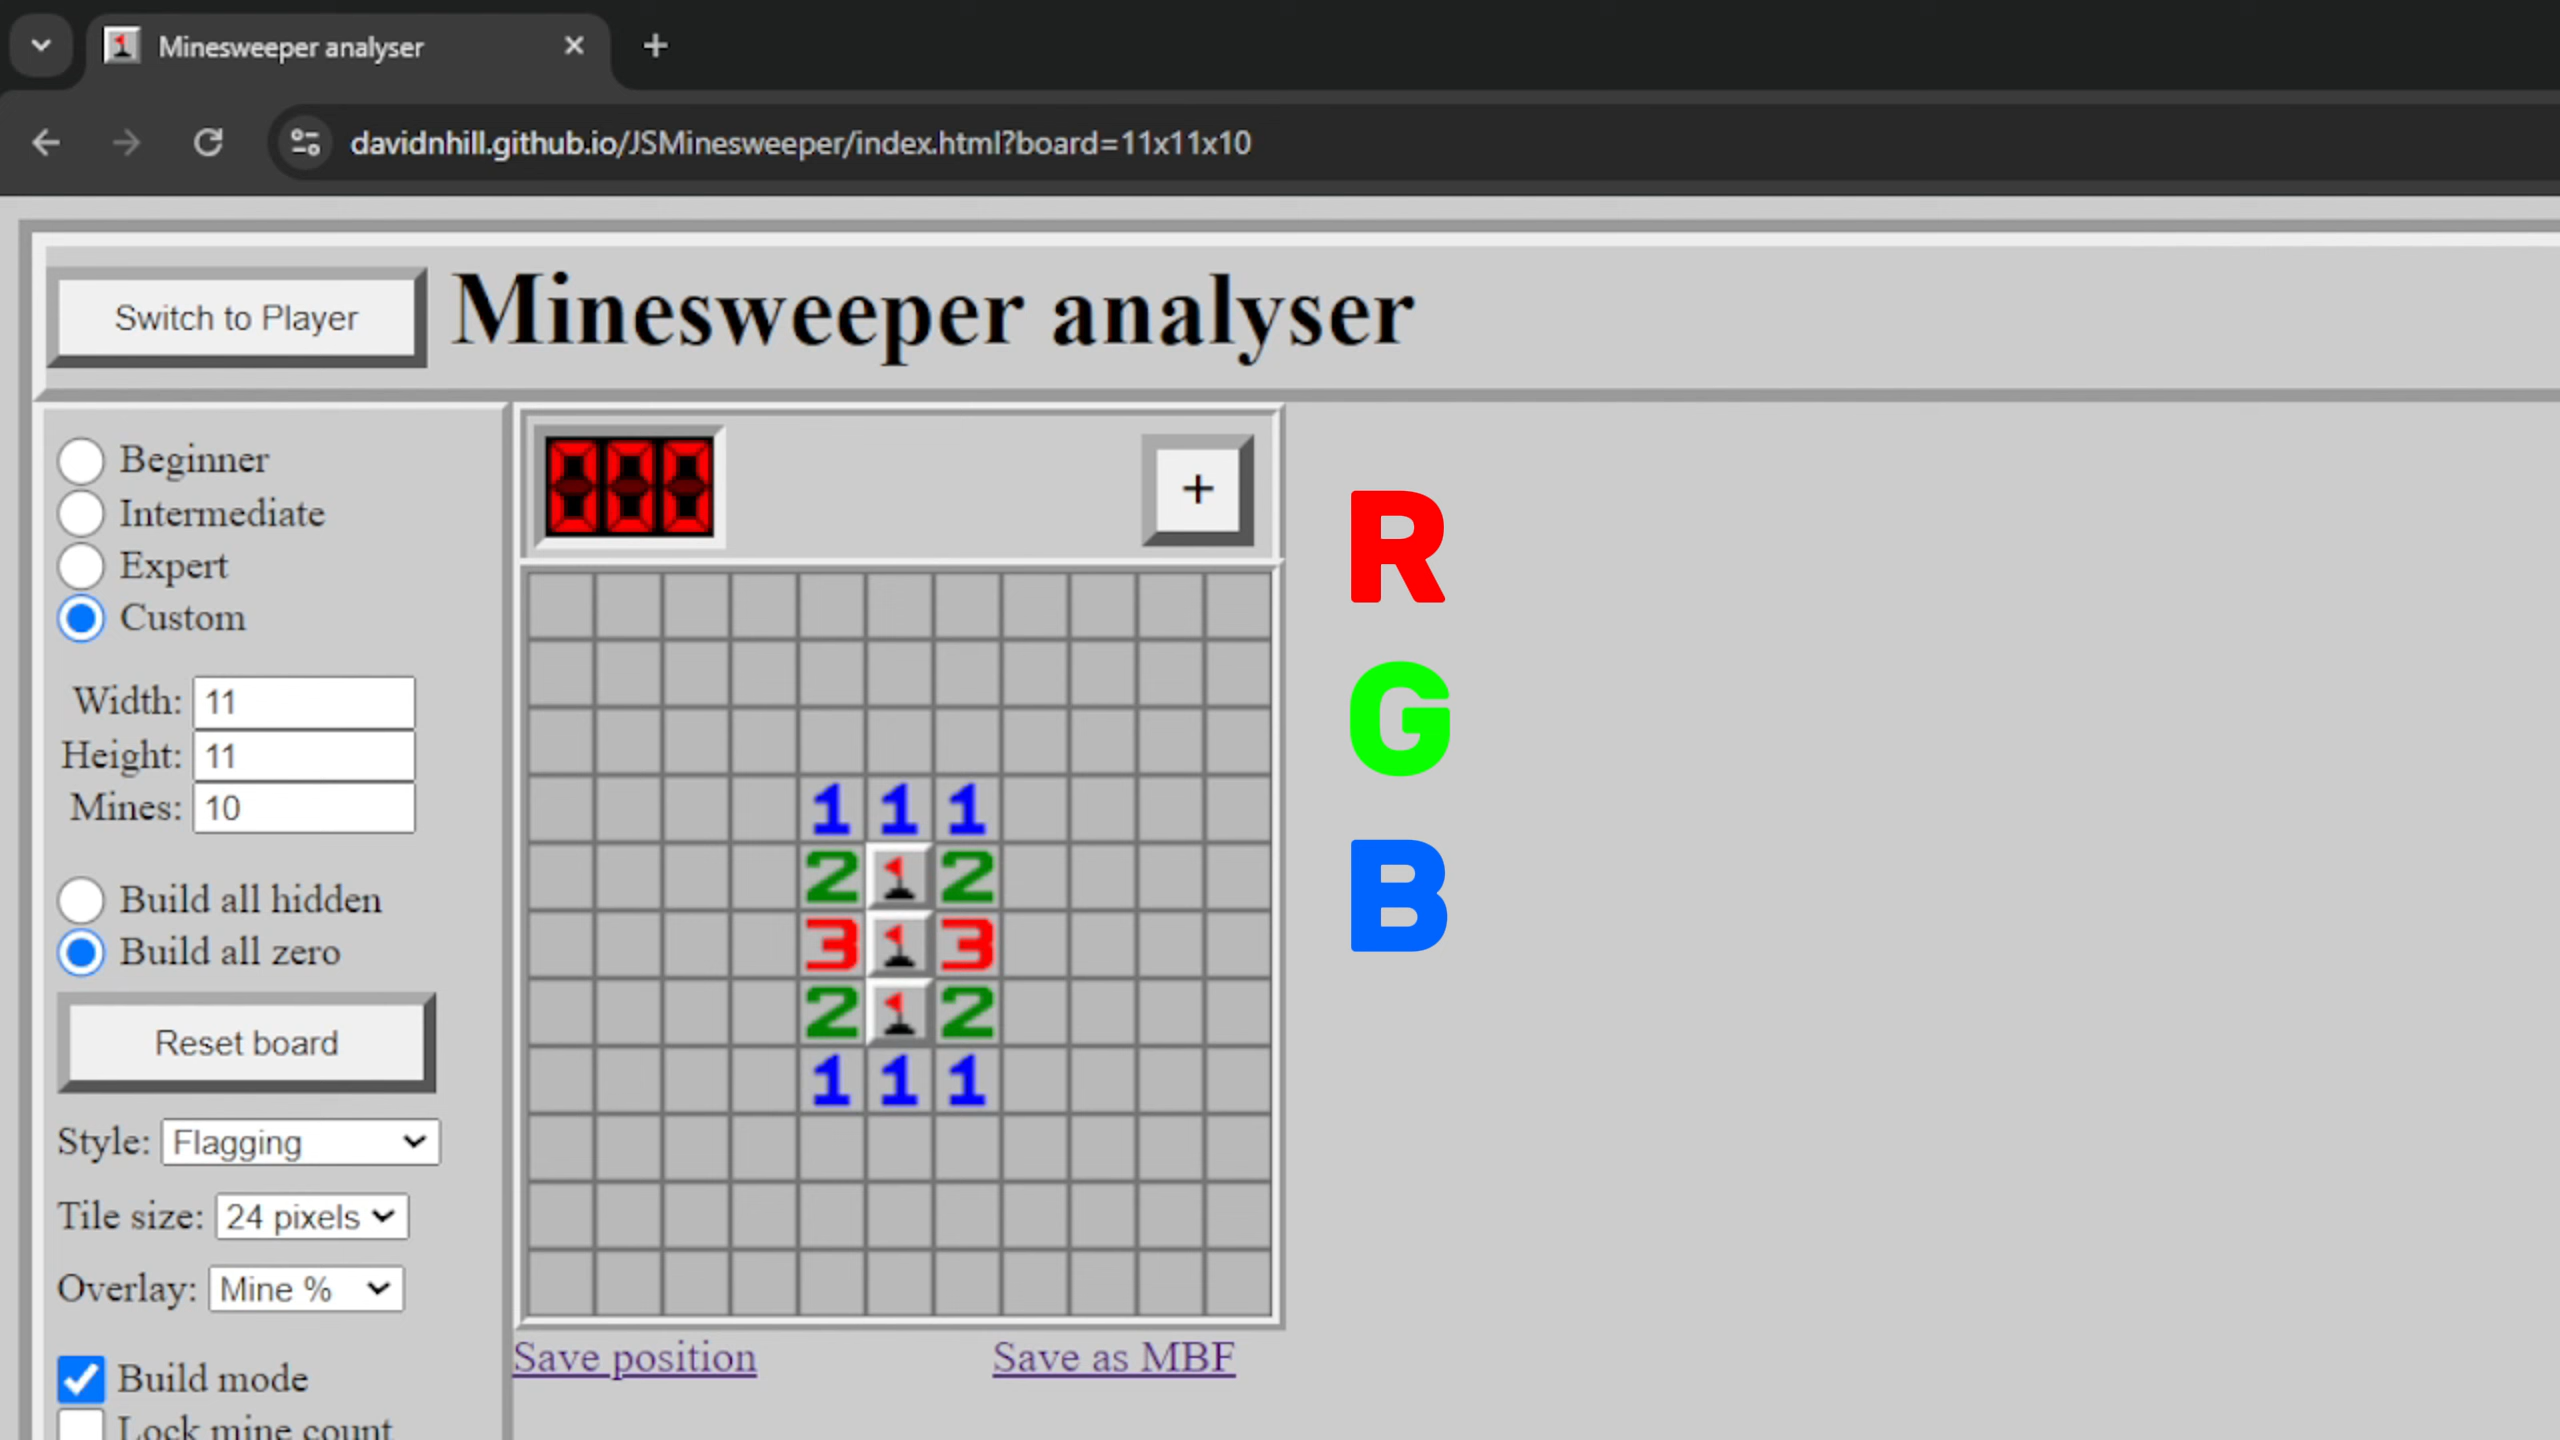 Minesweeper analyser
davidnhill.github.io/JSMinesweeper/index.html?board=11x11x10
Switch to Player
Minesweeper analyser
Beginner
Intermediate
Expert
Custom
Width: 11
Height: 11
Mines: 10
Build all hidden
Build all zero
Reset board
Style: Flagging
Tile size: 24 pixels
Overlay: Mine %
Build mode
Lock mine count
000
+
1 1 1
2 2
3 3
2 2
1 1 1
Save position Save as MBF
R
G
B